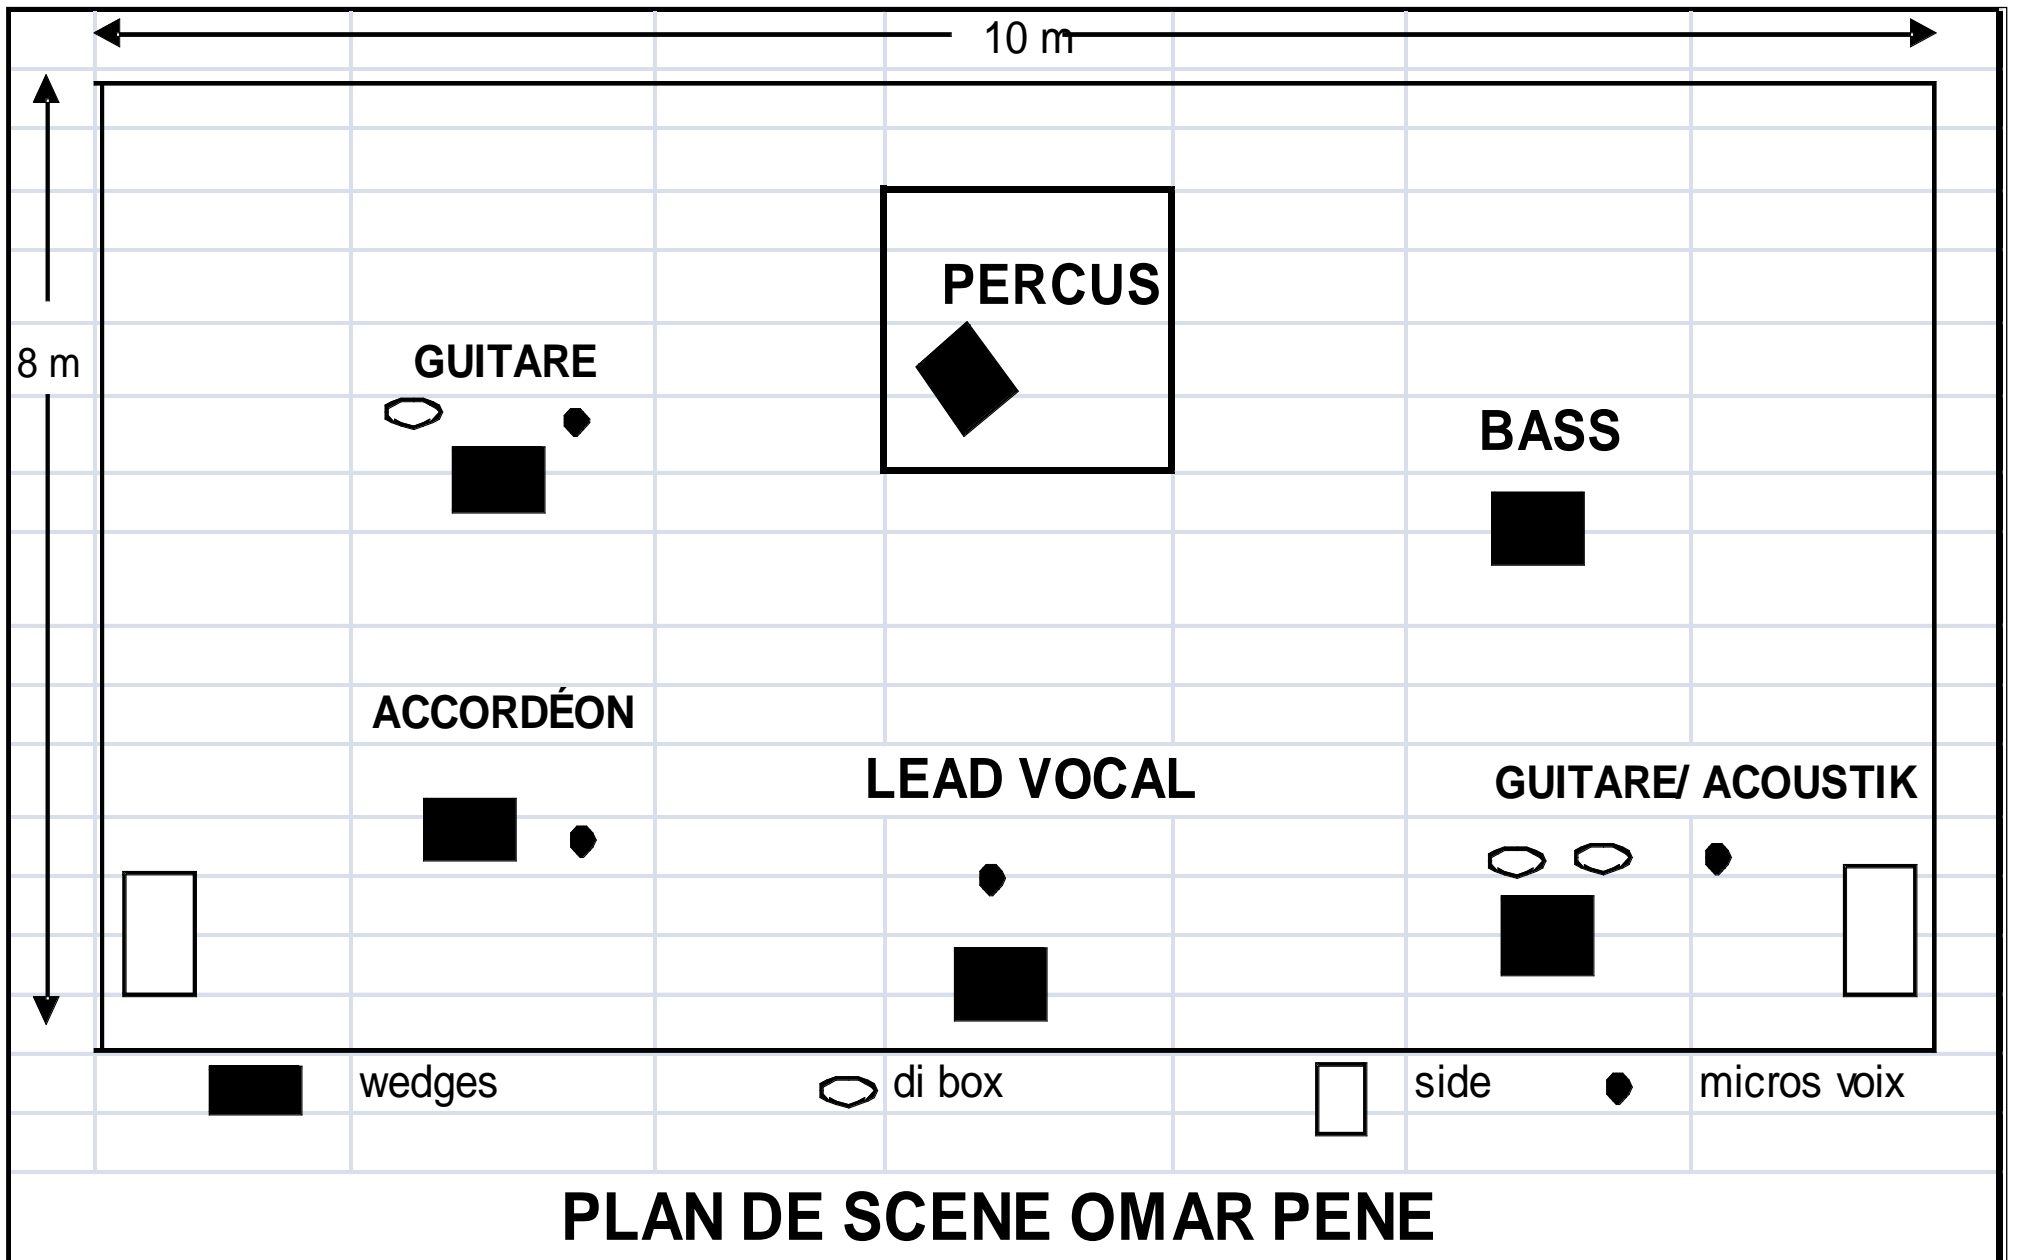 10 m
PERCUS
GUITARE
8 m
BASS
ACCORDÉON
LEAD VOCAL
GUITARE/ ACOUSTIK
wedges
di box
side
micros voix
PLAN DE SCENE OMAR PENE